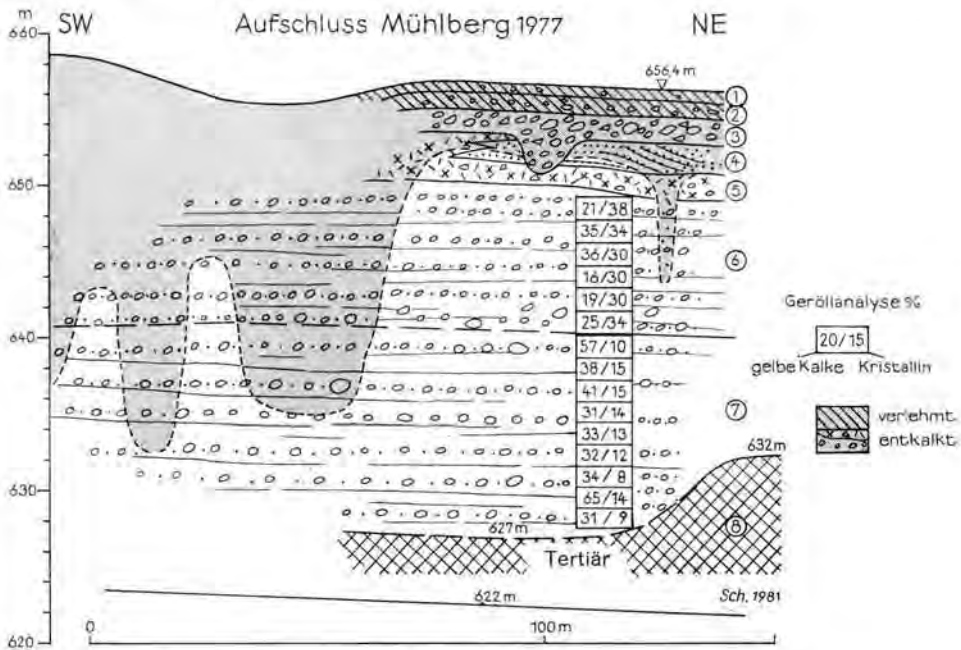 m
SW Aufschluss Mühlberg 1977 NE
660
656,4 m
①
②
③
④
650
⑤
21/38
35/34
36/30
⑥
16/30
19/30
Geröllanalyse %
25/34
20/15
640
57/10
gelbe Kalke Kristallin
38/15
41/15
⑦
verlehmt
31/14
entkalkt
33/13
32/12
632m
34/8
630
65/14
31/9
627m
⑧
Tertiär
622m
Sch. 1981
620
0 100m